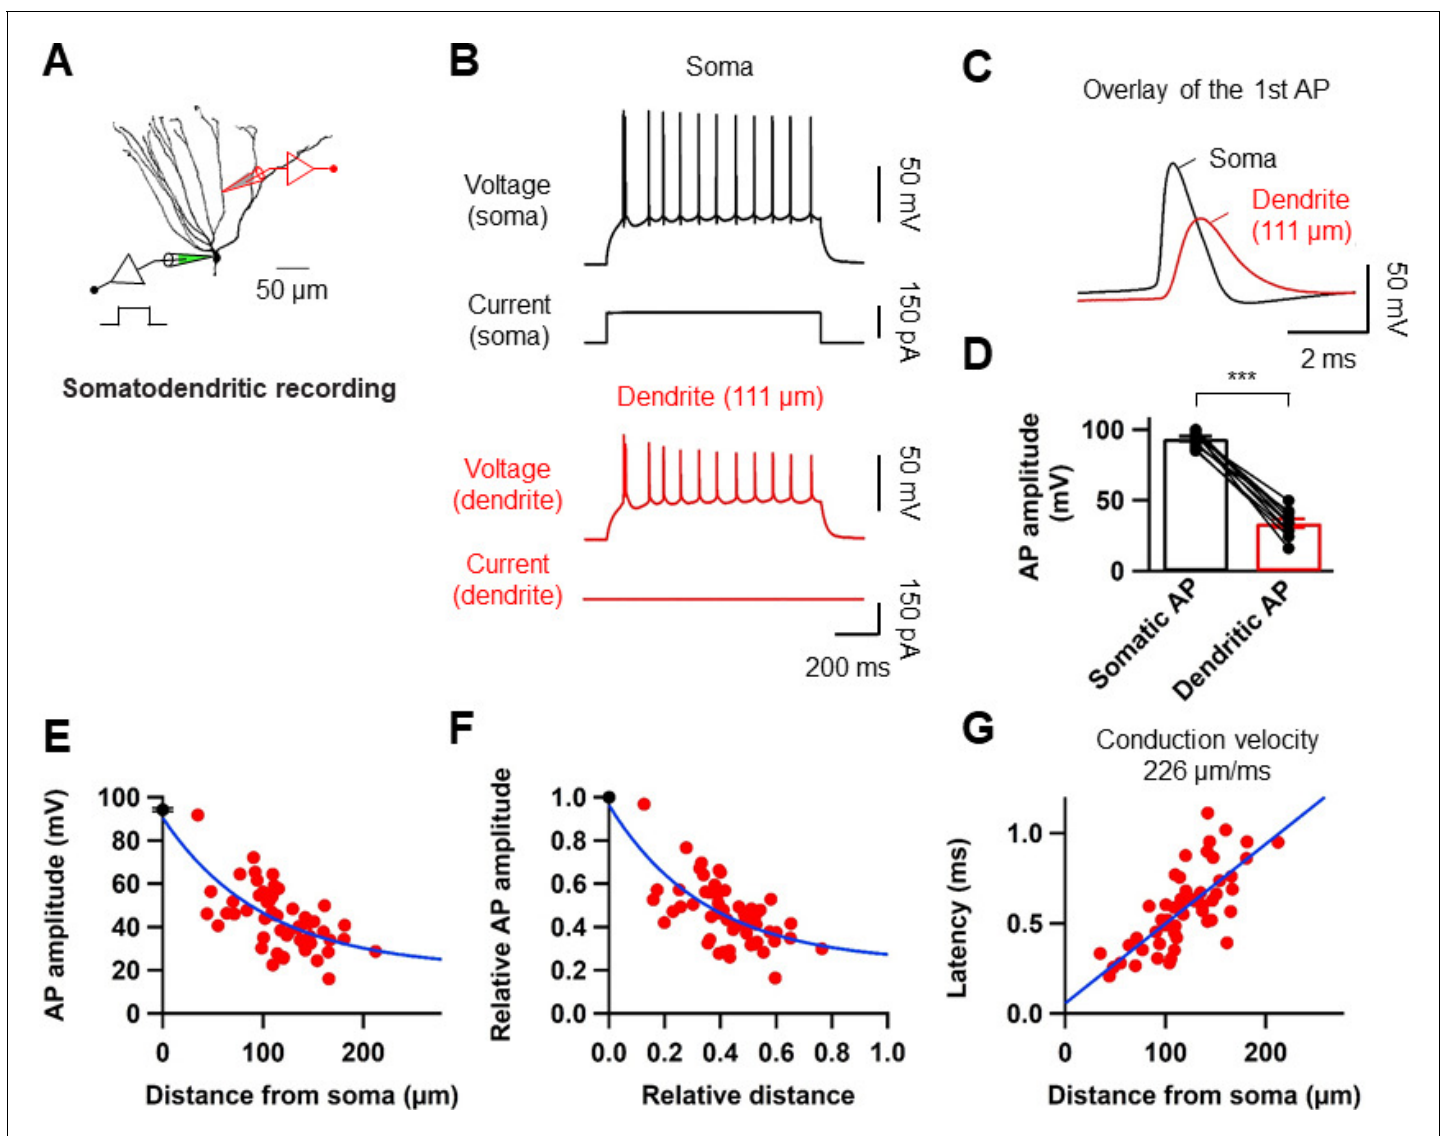 A
50 µm
Somatodendritic recording
B
Soma
Voltage
(soma)
50 mV
Current
(soma)
150 pA
Dendrite (111 µm)
Voltage
(dendrite)
50 mV
Current
(dendrite)
150 pA
200 ms
C
Overlay of the 1st AP
Soma
Dendrite
(111 µm)
50 mV
2 ms
D
***
AP amplitude
(mV)
100
50
0
Somatic AP
Dendritic AP
E
AP amplitude (mV)
100
80
60
40
20
0
0 100 200
Distance from soma (µm)
F
Relative AP amplitude
1.0
0.8
0.6
0.4
0.2
0.0
0.0 0.2 0.4 0.6 0.8 1.0
Relative distance
G
Conduction velocity
226 µm/ms
Latency (ms)
1.0
0.5
0.0
0 100 200
Distance from soma (µm)